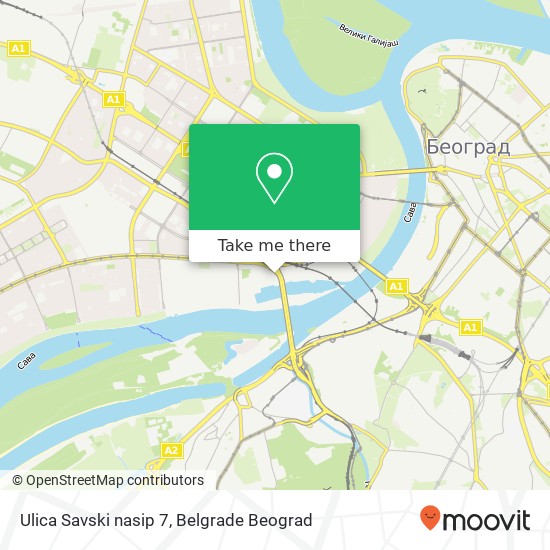 Велики Галијаш
A1
A1
A
Београд
Сава
Take me there
A1
A1
Сава
A2
© OpenStreetMap contributors
Ulica Savski nasip 7, Belgrade Beograd
moovit